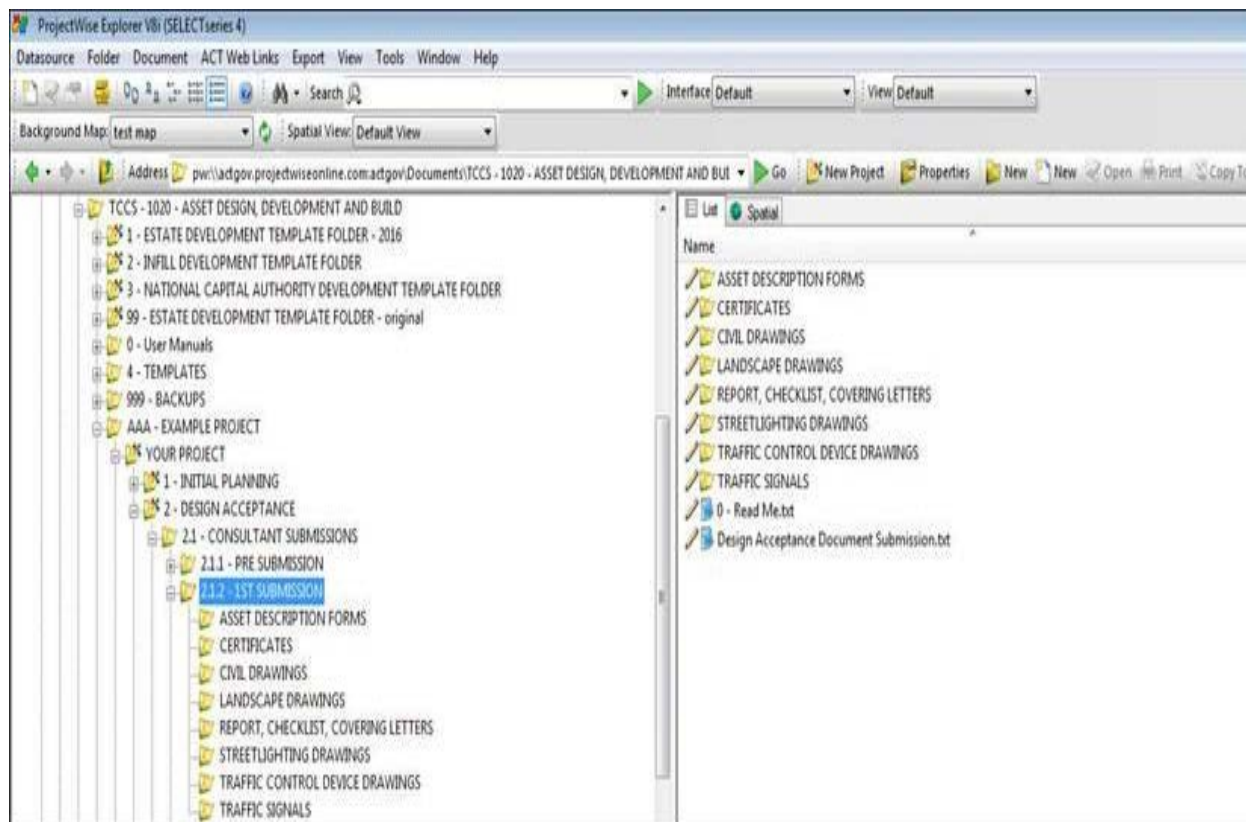 ProjectWise Explorer V8i (SELECTseries 4)
Datasource Folder Document ACT Web Links Export View Tools Window Help
Search Interface Default View Default
Background Map: test map Spatial View: Default View
Address pw:\\actgov.projectwiseonline.com:actgov\Documents\TCCS - 1020 - ASSET DESIGN, DEVELOPMENT AND BUI Go New Project Properties New New Open Print Copy To
TCCS - 1020 - ASSET DESIGN, DEVELOPMENT AND BUILD
1 - ESTATE DEVELOPMENT TEMPLATE FOLDER - 2016
2 - INFILL DEVELOPMENT TEMPLATE FOLDER
3 - NATIONAL CAPITAL AUTHORITY DEVELOPMENT TEMPLATE FOLDER
99 - ESTATE DEVELOPMENT TEMPLATE FOLDER - original
0 - User Manuals
4 - TEMPLATES
999 - BACKUPS
AAA - EXAMPLE PROJECT
YOUR PROJECT
1 - INITIAL PLANNING
2 - DESIGN ACCEPTANCE
2.1 - CONSULTANT SUBMISSIONS
2.1.1 - PRE SUBMISSION
2.1.2 - 1ST SUBMISSION
ASSET DESCRIPTION FORMS
CERTIFICATES
CIVIL DRAWINGS
LANDSCAPE DRAWINGS
REPORT, CHECKLIST, COVERING LETTERS
STREETLIGHTING DRAWINGS
TRAFFIC CONTROL DEVICE DRAWINGS
TRAFFIC SIGNALS
List Spatial
Name
ASSET DESCRIPTION FORMS
CERTIFICATES
CIVIL DRAWINGS
LANDSCAPE DRAWINGS
REPORT, CHECKLIST, COVERING LETTERS
STREETLIGHTING DRAWINGS
TRAFFIC CONTROL DEVICE DRAWINGS
TRAFFIC SIGNALS
0 - Read Me.txt
Design Acceptance Document Submission.txt